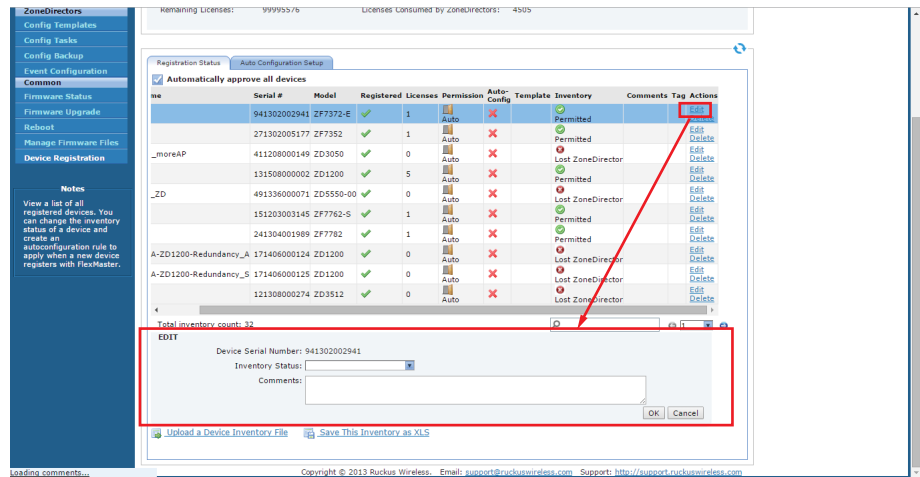 ZoneDirectors
Config Templates
Config Tasks
Config Backup
Event Configuration
Common
Firmware Status
Firmware Upgrade
Reboot
Manage Firmware Files
Device Registration
Notes
View a list of all
registered devices. You
can change the inventory
status of a device and
create an
autoconfiguration rule to
apply when a new device
registers with FlexMaster.
Remaining Licenses: 99995576 Licenses Consumed by ZoneDirectors: 4505
Registration Status Auto Configuration Setup
Automatically approve all devices
me Serial # Model Registered Licenses Permission Auto-Config Template Inventory Comments Tag Actions
941302002941 ZF7372-E 1 Auto Permitted Edit Delete
271302005177 ZF7352 1 Auto Permitted Edit Delete
_moreAP 411208000149 ZD3050 0 Auto Lost ZoneDirector Edit Delete
131508000002 ZD1200 5 Auto Permitted Edit Delete
_ZD 491336000071 ZD5550-00 0 Auto Lost ZoneDirector Edit Delete
151203003145 ZF7762-S 1 Auto Permitted Edit Delete
241304001989 ZF7782 1 Auto Permitted Edit Delete
A-ZD1200-Redundancy_A 171406000124 ZD1200 0 Auto Lost ZoneDirector Edit Delete
A-ZD1200-Redundancy_S 171406000125 ZD1200 0 Auto Lost ZoneDirector Edit Delete
121308000274 ZD3512 0 Auto Lost ZoneDirector Edit Delete
Total inventory count: 32 1
EDIT
Device Serial Number: 941302002941
Inventory Status:
Comments:
OK Cancel
Upload a Device Inventory File Save This Inventory as XLS
Loading comments... Copyright © 2013 Ruckus Wireless. Email: support@ruckuswireless.com Support: http://support.ruckuswireless.com